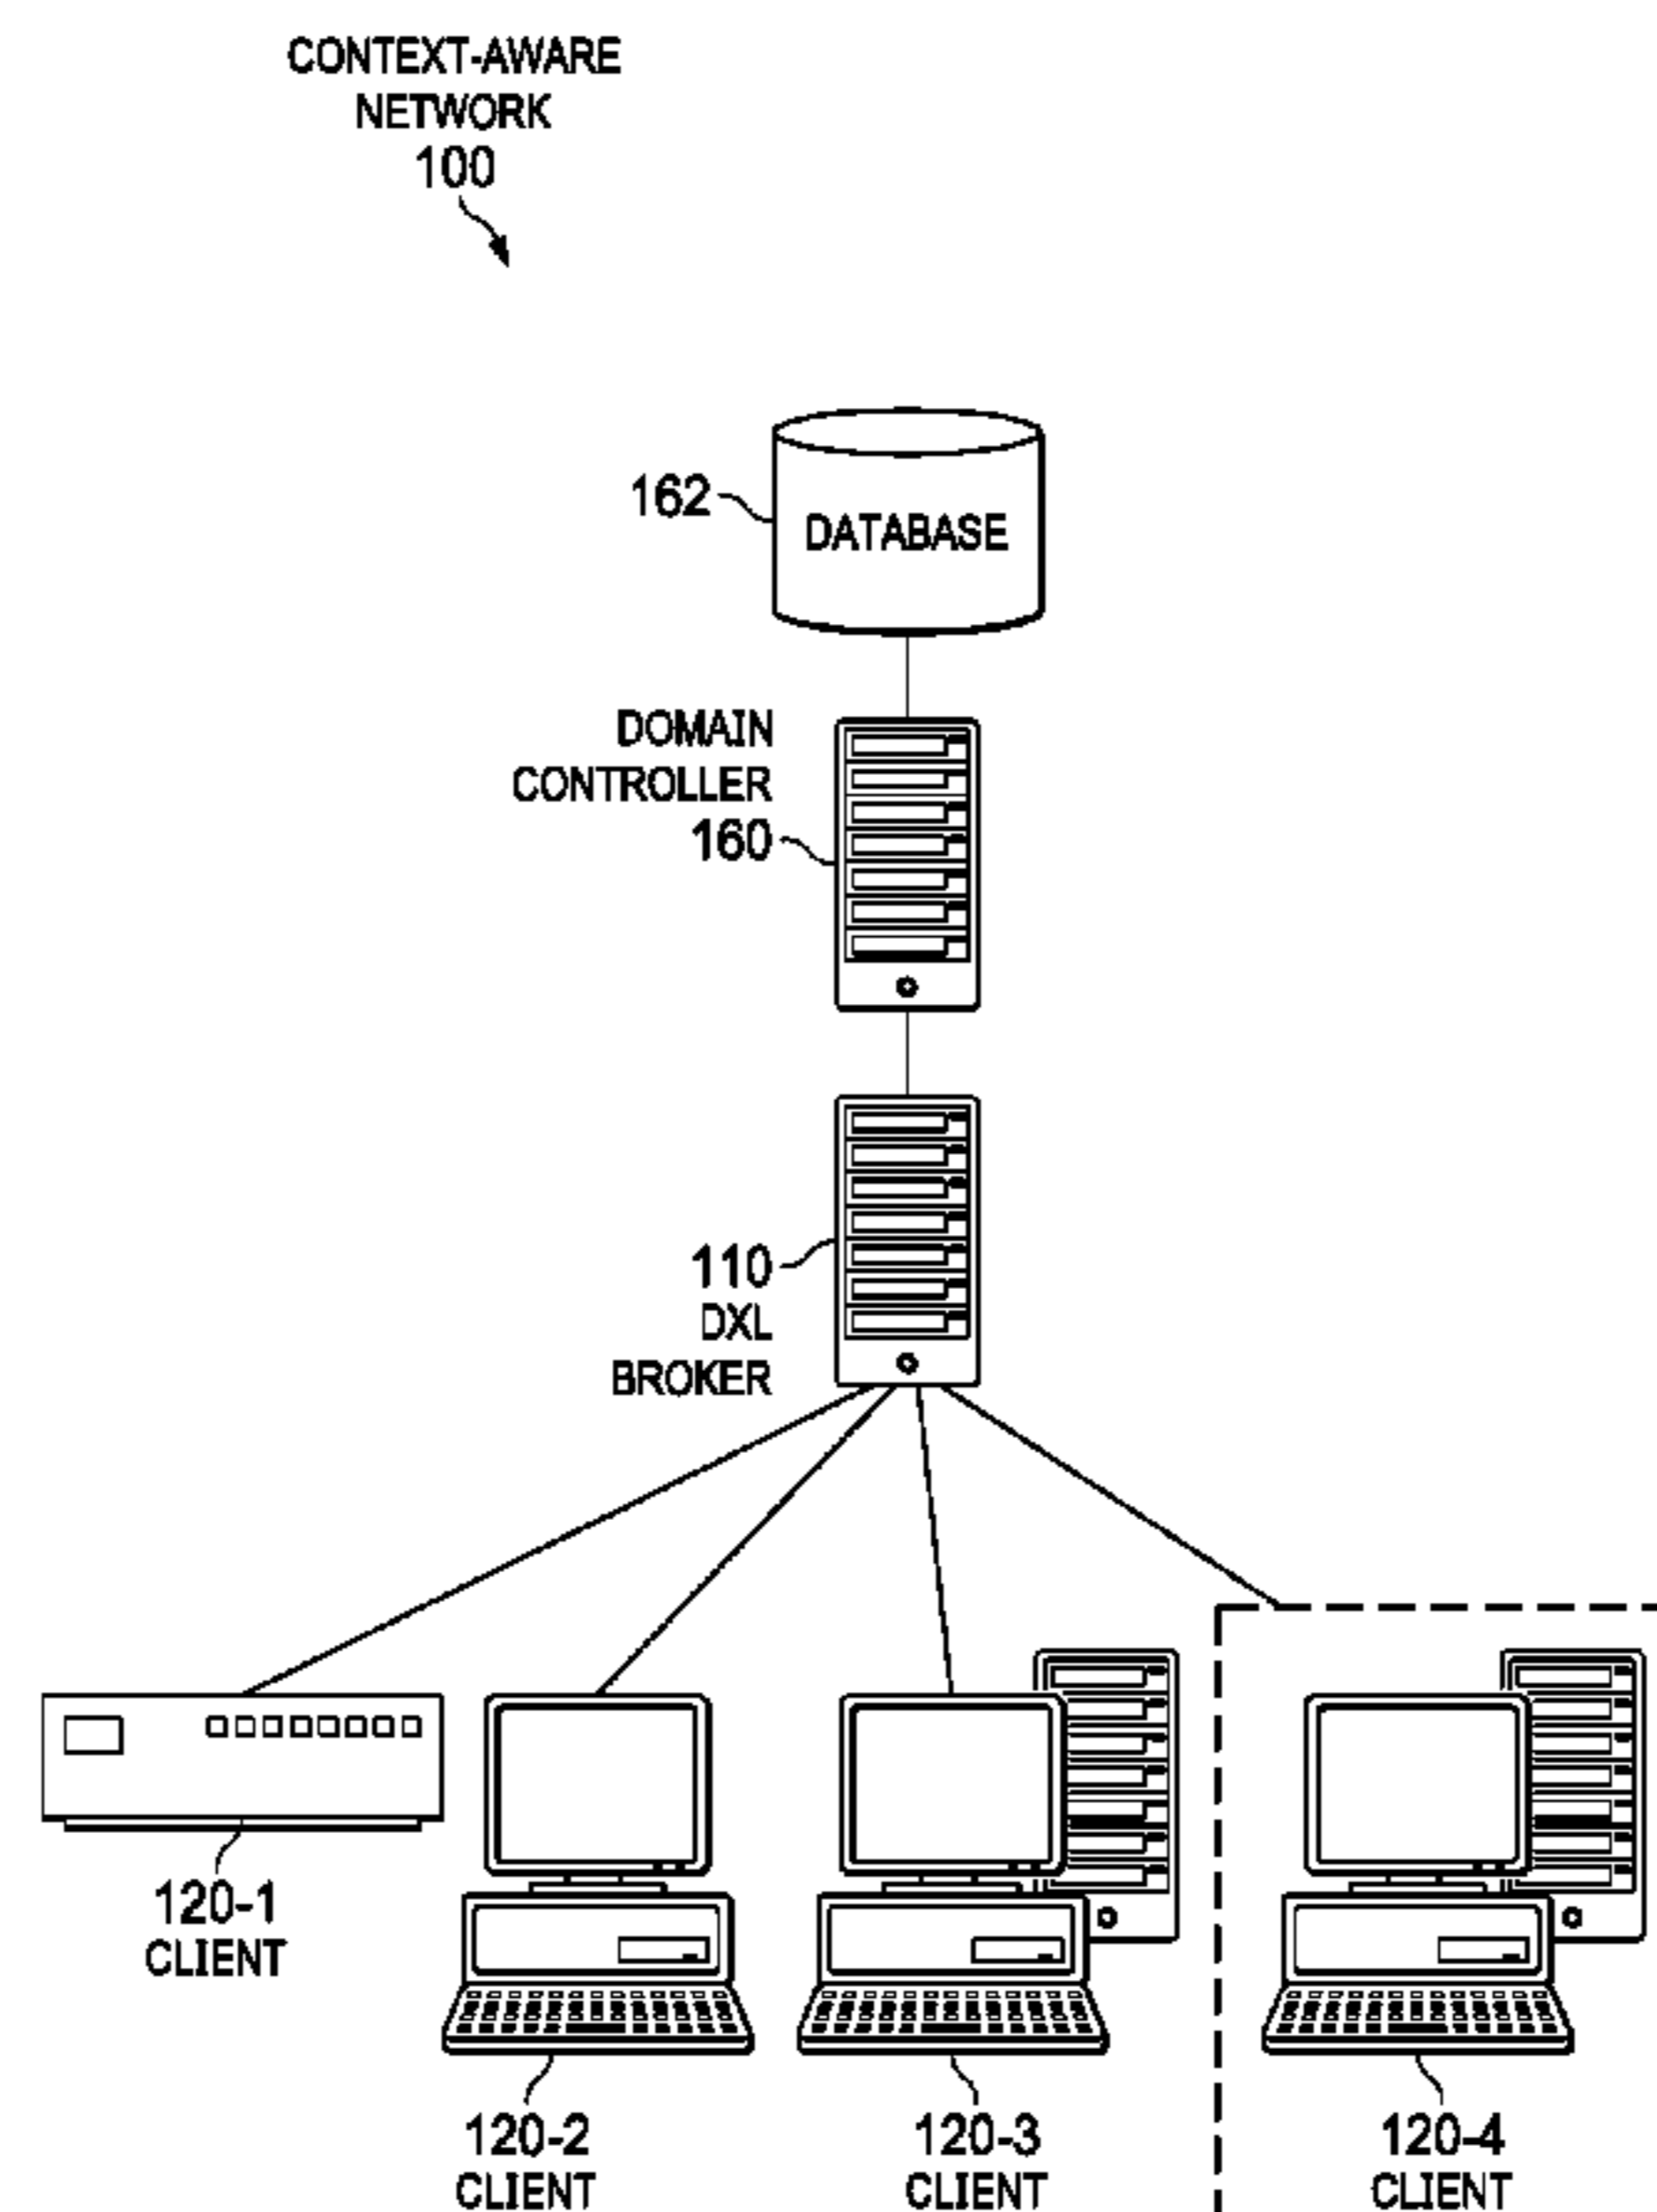 CONTEXT-AWARE
NETWORK
100
162
DATABASE
DOMAIN
CONTROLLER
160
110
DXL
BROKER
120-1
CLIENT
120-2
CLIENT
120-3
CLIENT
120-4
CLIENT